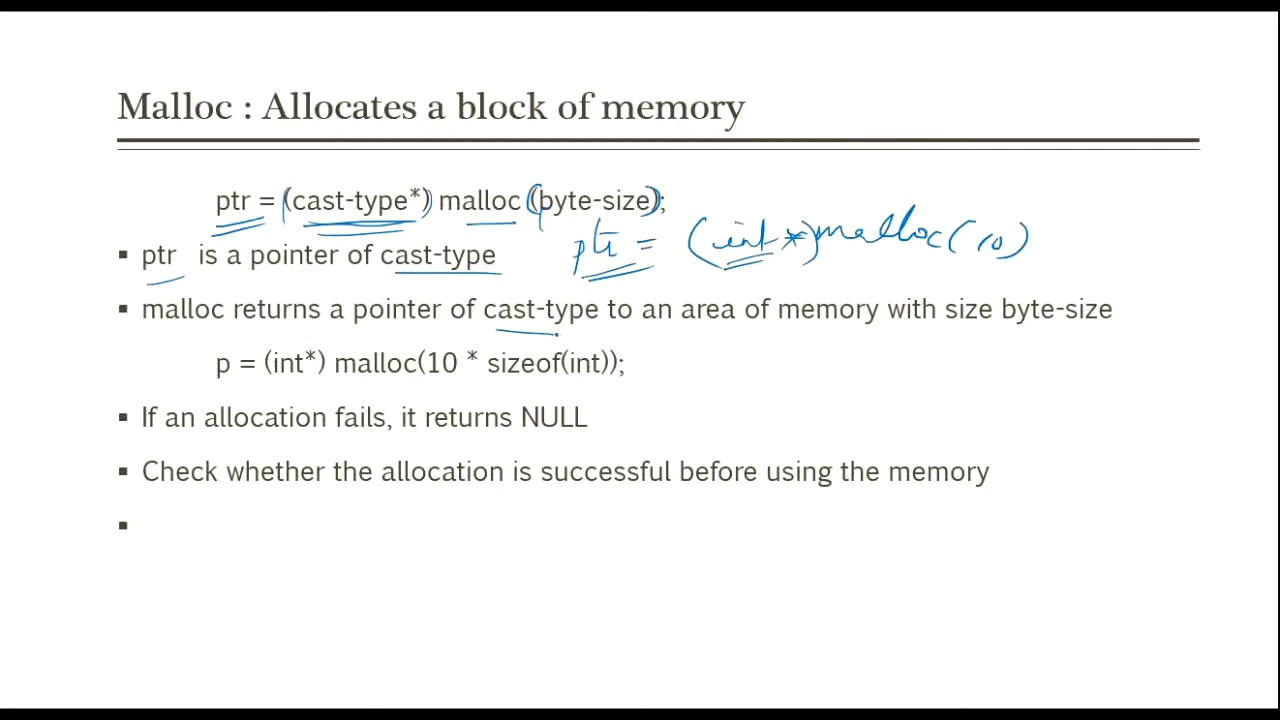 Malloc : Allocates a block of memory
ptr = (cast-type*) malloc (byte-size);
ptr = (int *) malloc(10)
▪ ptr is a pointer of cast-type
▪ malloc returns a pointer of cast-type to an area of memory with size byte-size
p = (int*) malloc(10 * sizeof(int));
▪ If an allocation fails, it returns NULL
▪ Check whether the allocation is successful before using the memory
▪